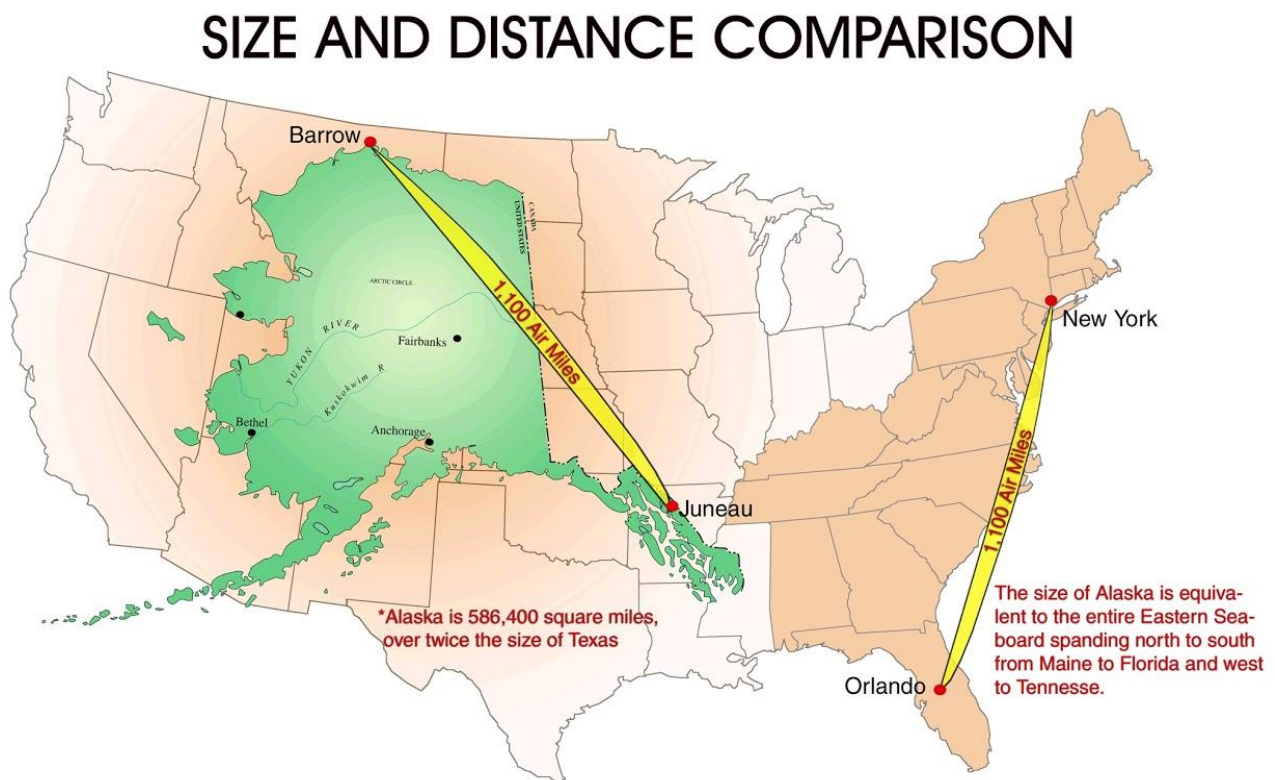 SIZE AND DISTANCE COMPARISON
Barrow
CANADA
UNITED STATES
ARCTIC CIRCLE
1,100 Air Miles
YUKON RIVER
Fairbanks
New York
Kuskokwim R
Bethel
Anchorage
Juneau
1,100 Air Miles
*Alaska is 586,400 square miles,
over twice the size of Texas
The size of Alaska is equiva-
lent to the entire Eastern Sea-
board spanding north to south
from Maine to Florida and west
to Tennesse.
Orlando